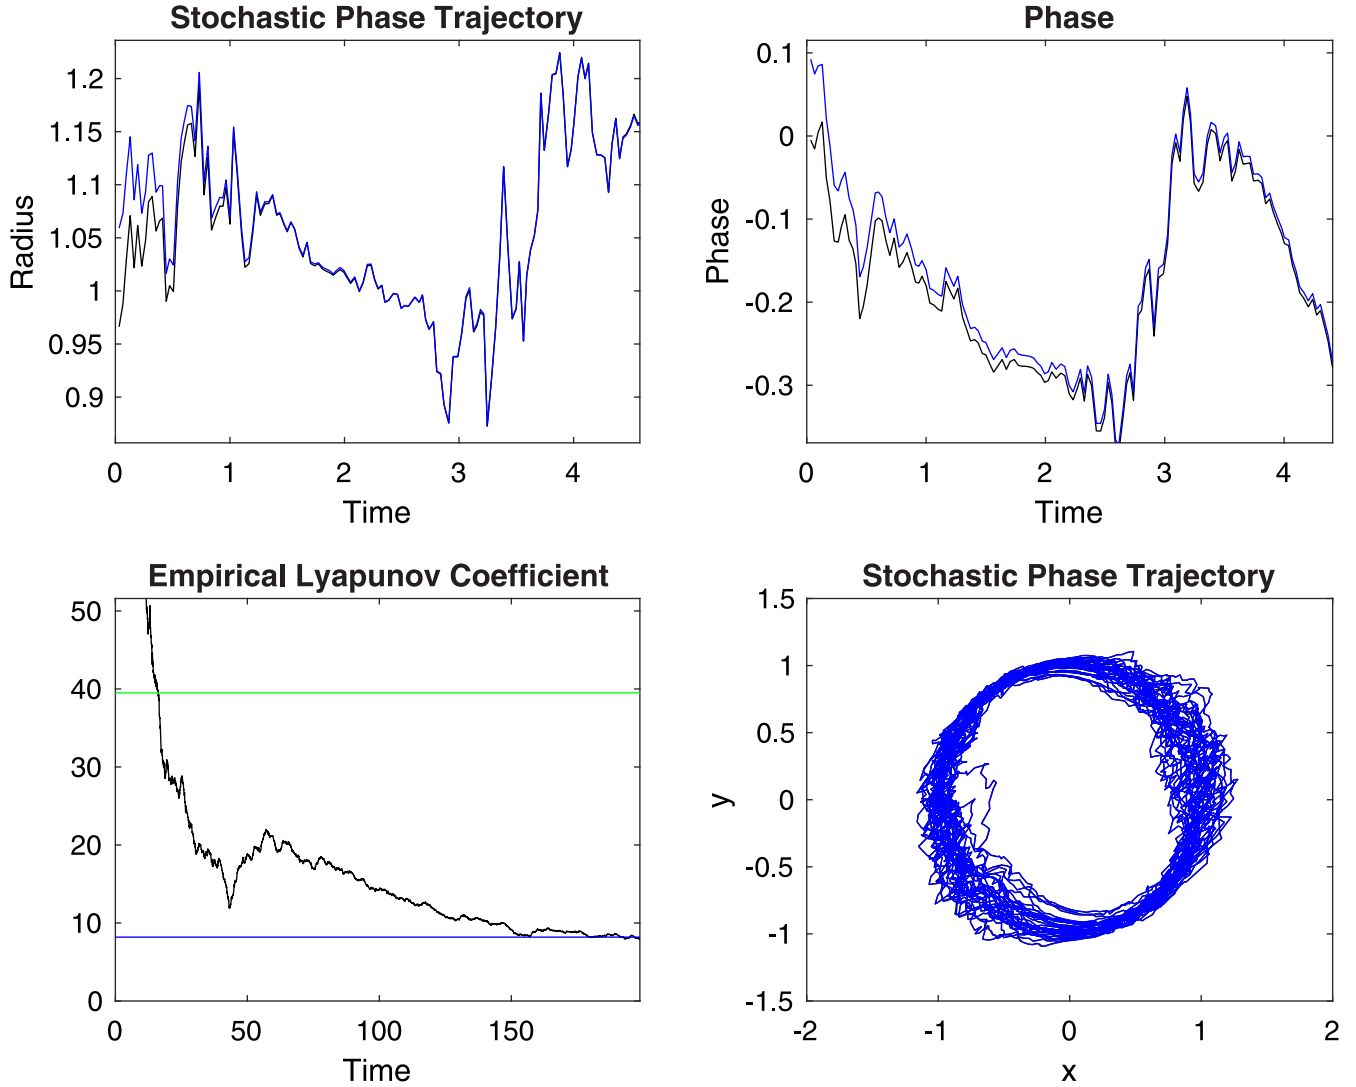 Stochastic Phase Trajectory
Radius
1.2
1.15
1.1
1.05
1
0.95
0.9
0 1 2 3 4
Time
Phase
Phase
0.1
0
-0.1
-0.2
-0.3
0 1 2 3 4
Time
Empirical Lyapunov Coefficient
50
40
30
20
10
0
0 50 100 150
Time
Stochastic Phase Trajectory
y
1.5
1
0.5
0
-0.5
-1
-1.5
-2 -1 0 1 2
x